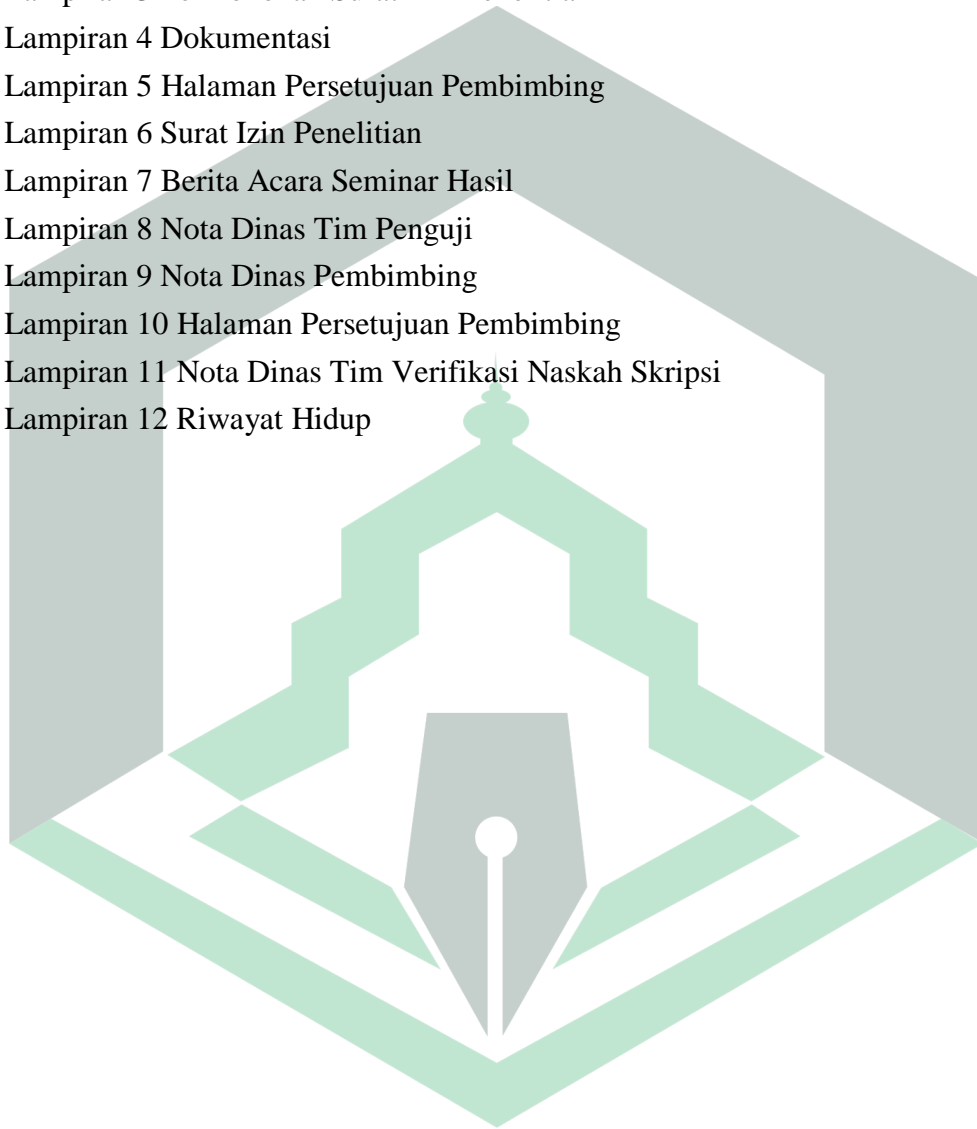 Lampiran 4 Dokumentasi
Lampiran 5 Halaman Persetujuan Pembimbing
Lampiran 6 Surat Izin Penelitian
Lampiran 7 Berita Acara Seminar Hasil
Lampiran 8 Nota Dinas Tim Penguji
Lampiran 9 Nota Dinas Pembimbing
Lampiran 10 Halaman Persetujuan Pembimbing
Lampiran 11 Nota Dinas Tim Verifikasi Naskah Skripsi
Lampiran 12 Riwayat Hidup